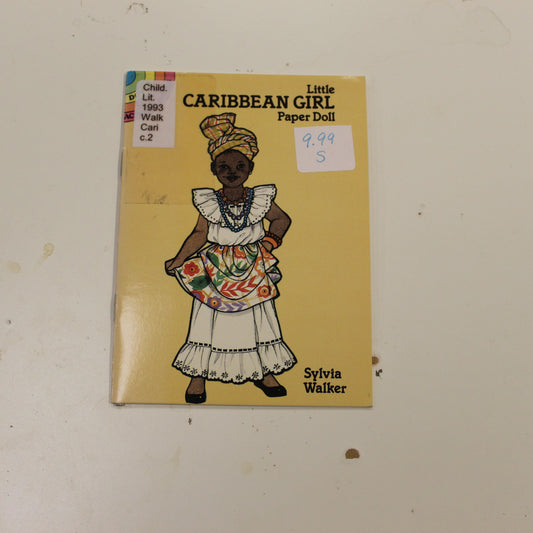 Child.
Lit.
1993
Walk
Cari
c.2
Little
CARIBBEAN GIRL
Paper Doll
9.99
S
Sylvia
Walker